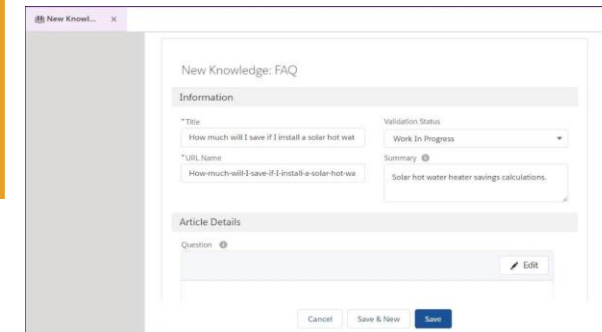 New Knowl... ×
New Knowledge: FAQ
Information
*Title
How much will I save if I install a solar hot wat
Validation Status
Work In Progress
*URL Name
How-much-will-I-save-if-I-install-a-solar-hot-wa
Summary
Solar hot water heater savings calculations.
Article Details
Question
Edit
Cancel
Save & New
Save